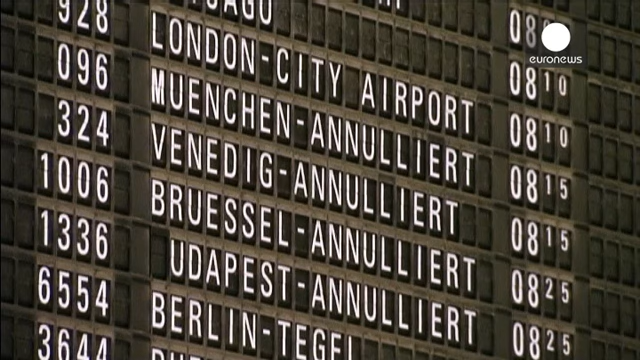 0810
928 LONDON-CITY AIRPORT 0810
096 MUENCHEN-ANNULLIERT 0815
324 VENEDIG-ANNULLIERT 0815
1006 BRUESSEL-ANNULLIERT 0825
1336 UDAPEST-ANNULLIERT 0825
6554 BERLIN-TEGEL
3644
euronews